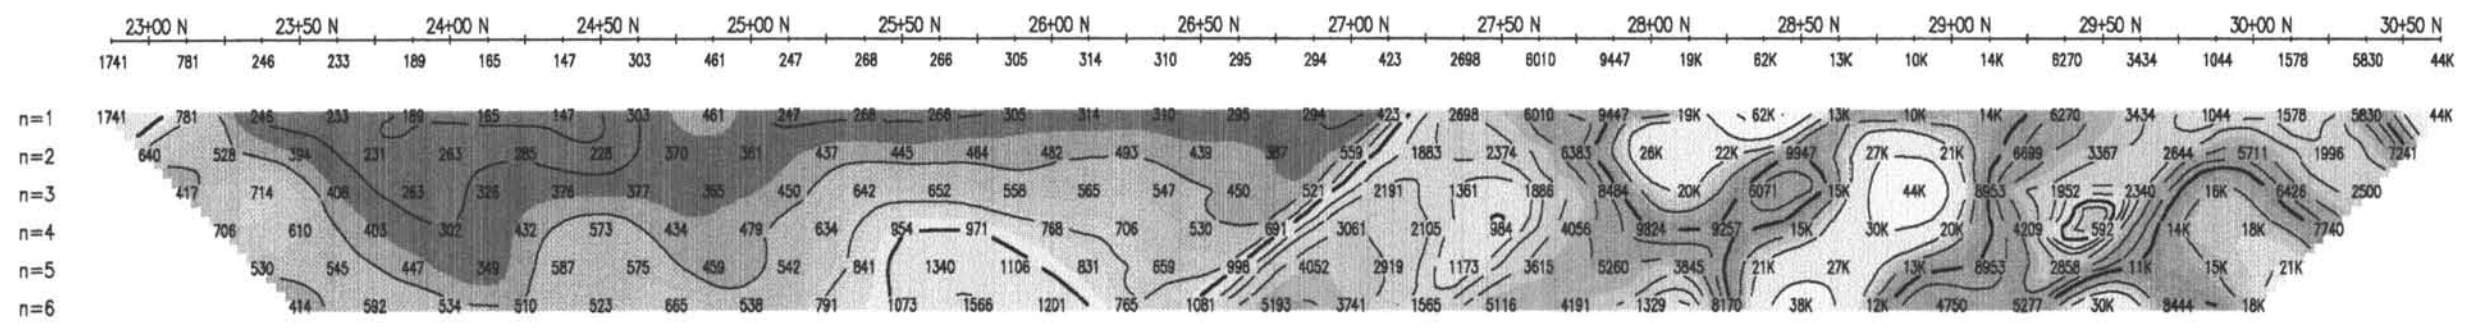 23+00 N 23+50 N 24+00 N 24+50 N 25+00 N 25+50 N 26+00 N 26+50 N 27+00 N 27+50 N 28+00 N 28+50 N 29+00 N 29+50 N 30+00 N 30+50 N
1741 781 246 233 189 165 147 303 461 247 268 266 305 314 310 295 294 423 2698 6010 9447 19K 62K 13K 10K 14K 6270 3434 1044 1578 5830 44K
n=1 1741 781 246 233 189 165 147 303 461 247 268 266 305 314 310 295 294 423 2698 6010 9447 19K 62K 13K 10K 14K 6270 3434 1044 1578 5830 44K
n=2 640 528 394 231 263 285 228 370 361 437 445 464 482 493 439 387 559 1883 2374 6383 26K 22K 9947 27K 21K 6699 3367 2644 5711 1996 7241
n=3 417 714 408 263 326 376 377 365 450 642 652 558 565 547 450 521 2191 1361 1886 8484 20K 6071 15K 44K 8953 1952 2340 16K 6426 2500
n=4 706 610 403 302 432 573 434 479 634 854 971 768 706 530 691 3061 2105 984 4056 9824 9257 15K 30K 20K 4209 592 14K 18K 7740
n=5 530 545 447 349 587 575 459 542 841 1340 1106 831 659 998 4052 2919 1173 3615 5260 3845 21K 27K 13K 8953 2858 11K 15K 21K
n=6 414 592 534 510 523 665 538 791 1073 1566 1201 765 1081 5193 3741 1565 5116 4191 1329 8170 38K 12K 4750 5277 30K 8444 18K